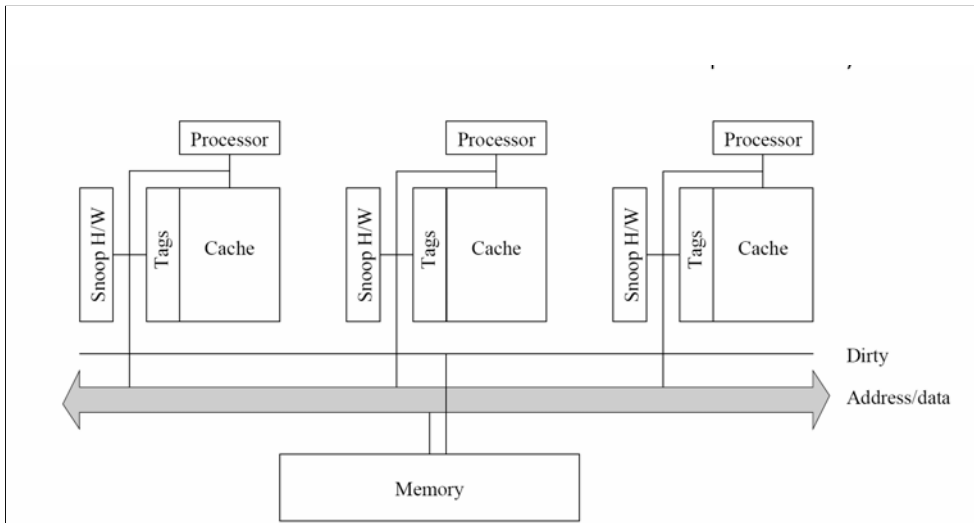 Processor
Processor
Processor
Snoop H/W
Tags
Cache
Snoop H/W
Tags
Cache
Snoop H/W
Tags
Cache
Dirty
Address/data
Memory